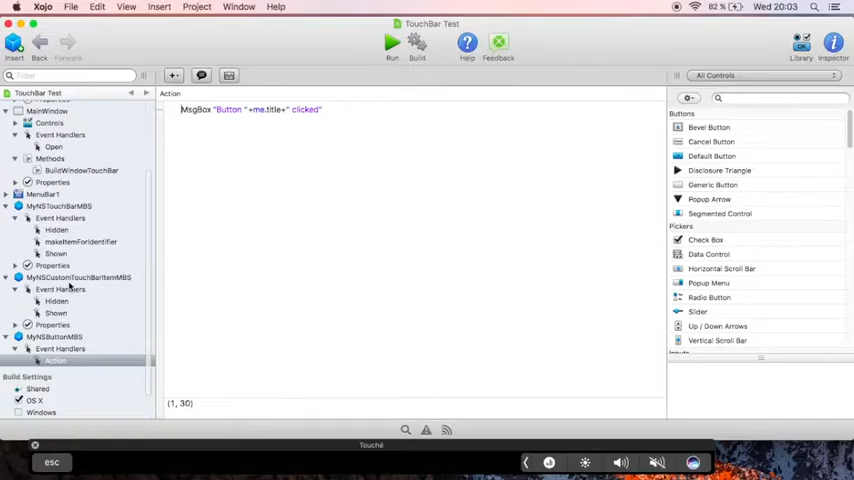 Xojo File Edit View Insert Project Window Help 82 % Wed 20:03
TouchBar Test
Insert Back Forward Run Build Help Feedback Library Inspector
Filter
All Controls
TouchBar Test
Action
MainWindow
Controls
Event Handlers
Open
Methods
BuildWindowTouchBar
Properties
MenuBar1
MyNSTouchBarMBS
Event Handlers
Hidden
makeItemForIdentifier
Shown
Properties
MyNSCustomTouchBarItemMBS
Event Handlers
Hidden
Shown
Properties
MyNSButtonMBS
Event Handlers
Action
Build Settings
Shared
OS X
Windows
MsgBox "Button "+me.title+" clicked"
(1, 30)
Buttons
Bevel Button
Cancel Button
Default Button
Disclosure Triangle
Generic Button
Popup Arrow
Segmented Control
Pickers
Check Box
Data Control
Horizontal Scroll Bar
Popup Menu
Radio Button
Slider
Up / Down Arrows
Vertical Scroll Bar
Touché
esc